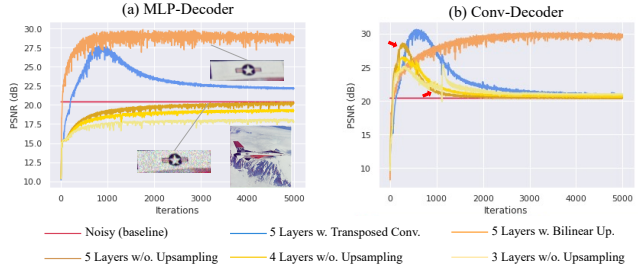 (a) MLP-Decoder
(b) Conv-Decoder
30.0
27.5
25.0
22.5
20.0
17.5
15.0
12.5
10.0
PSNR (dB)
0 1000 2000 3000 4000 5000
Iterations
30
25
20
15
10
PSNR (dB)
0 1000 2000 3000 4000 5000
Iterations
Noisy (baseline)
5 Layers w. Transposed Conv.
5 Layers w. Bilinear Up.
5 Layers w/o. Upsampling
4 Layers w/o. Upsampling
3 Layers w/o. Upsampling